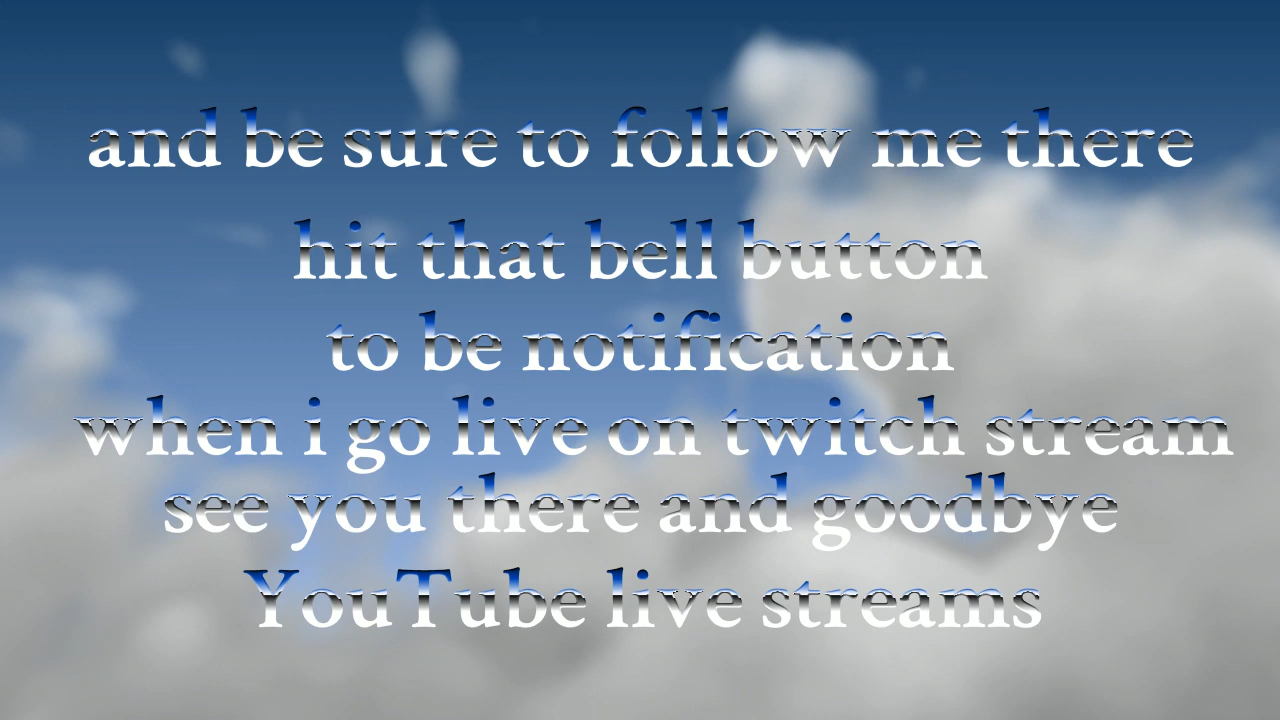 and be sure to follow me there
hit that bell button
to be notification
when i go live on twitch stream
see you there and goodbye
YouTube live streams